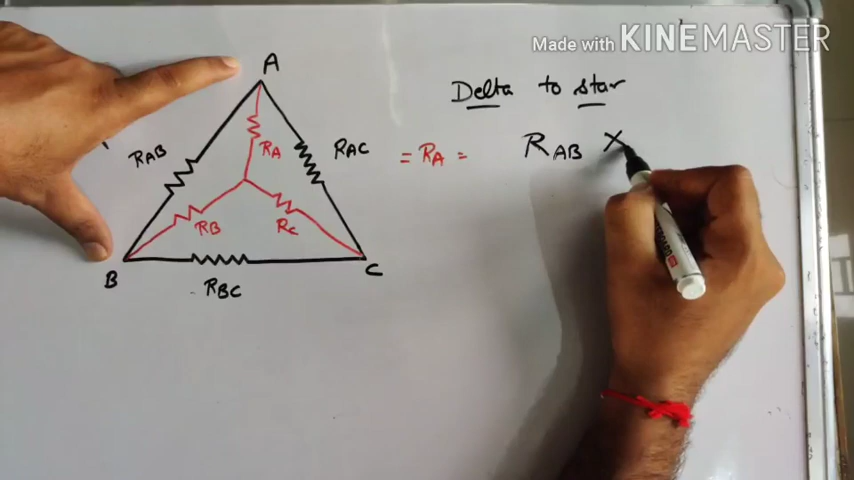 Made with KINEMASTER
A
Delta to star
RAB
RA
RAC
= RA = RAB ×
RB
RC
B
RBC
C